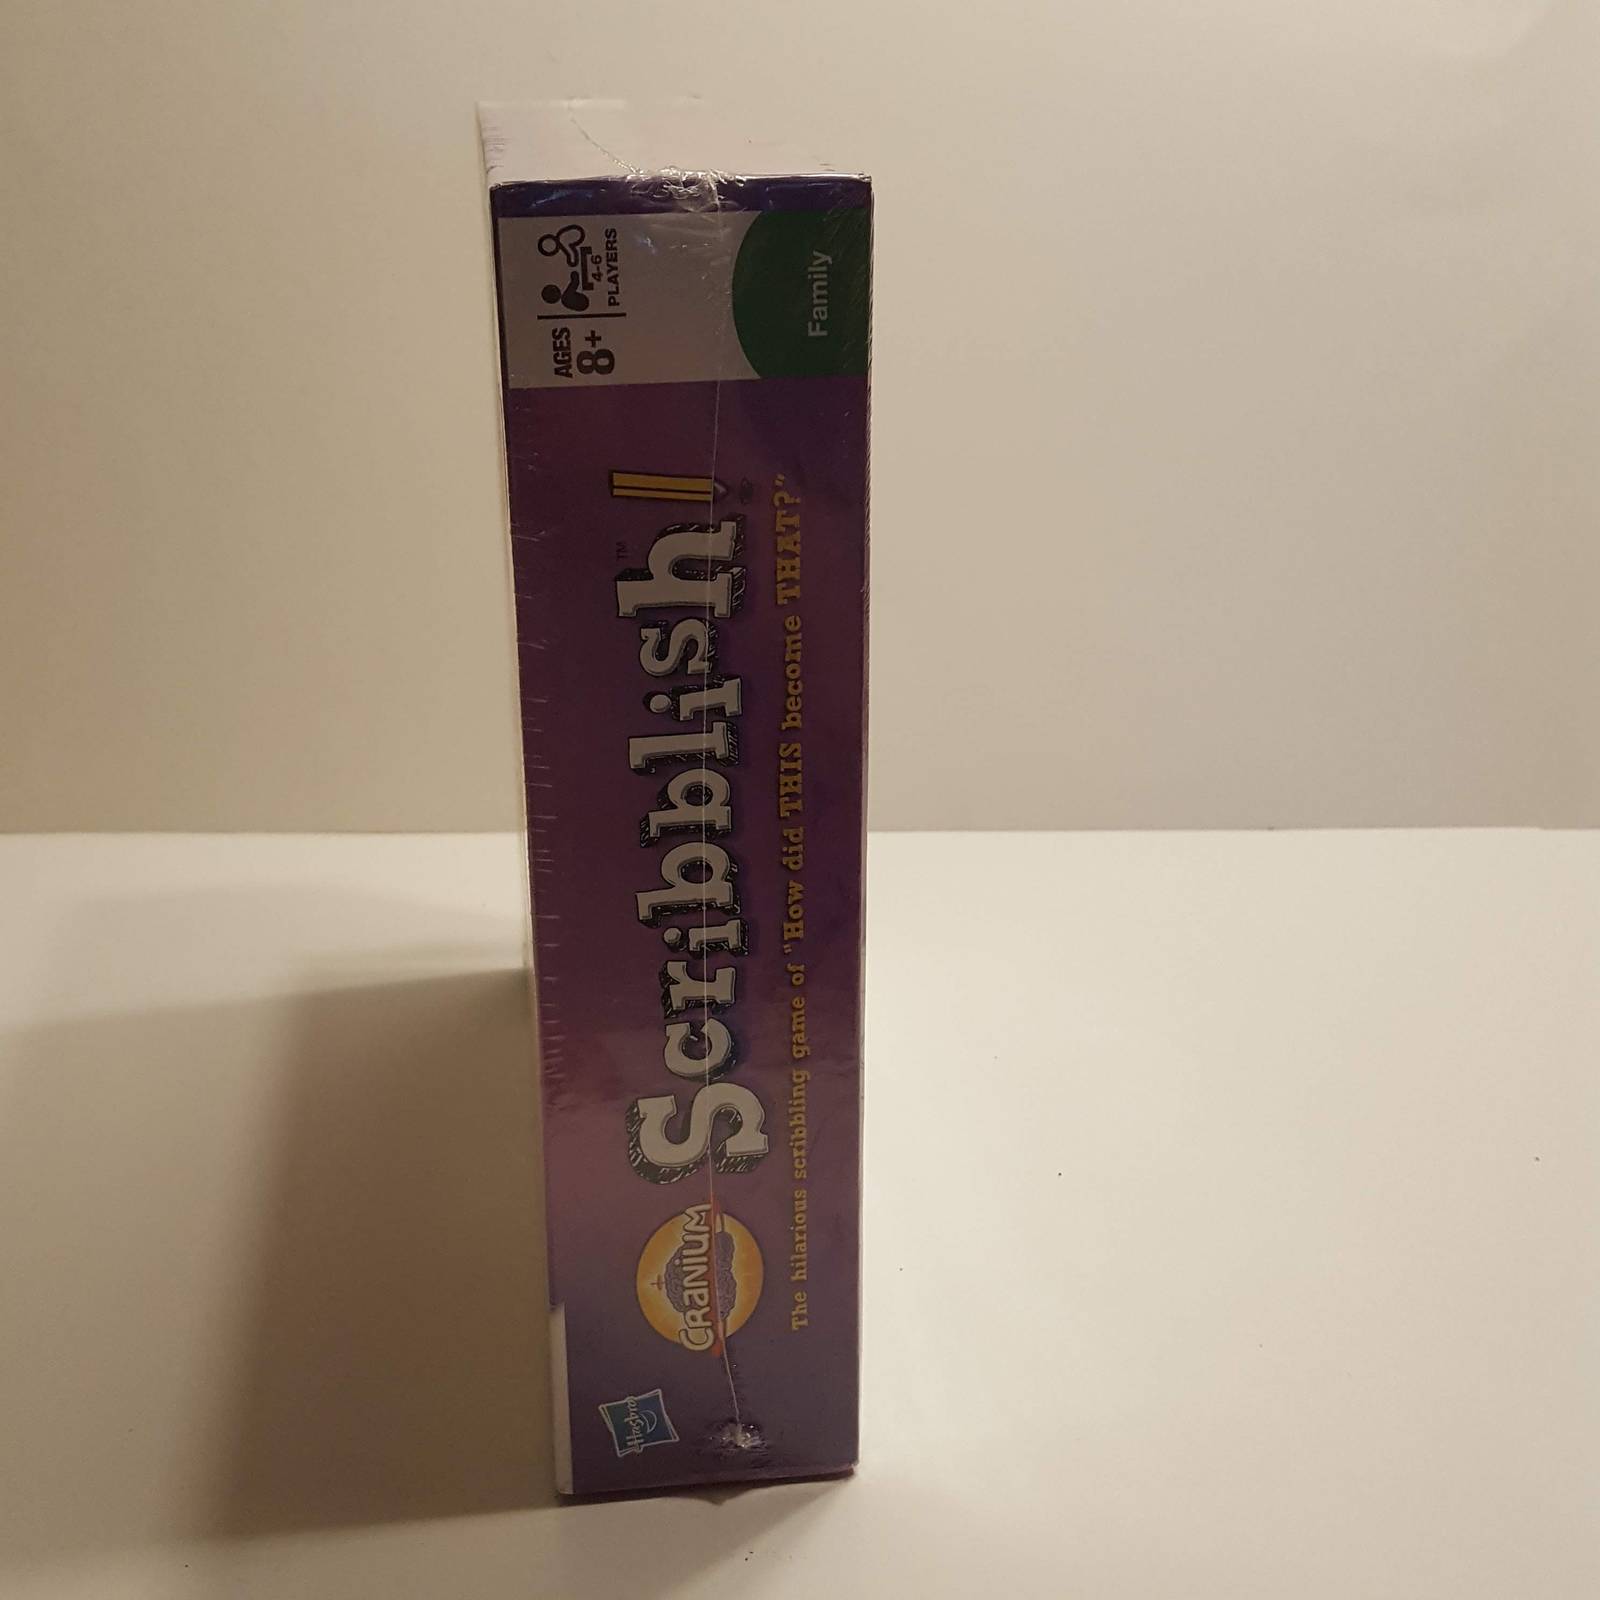 Hasbro
CRANIUM
Scribblish!
TM
The hilarious scribbling game of "How did THIS become THAT?"
AGES
8+
4-6
PLAYERS
Family